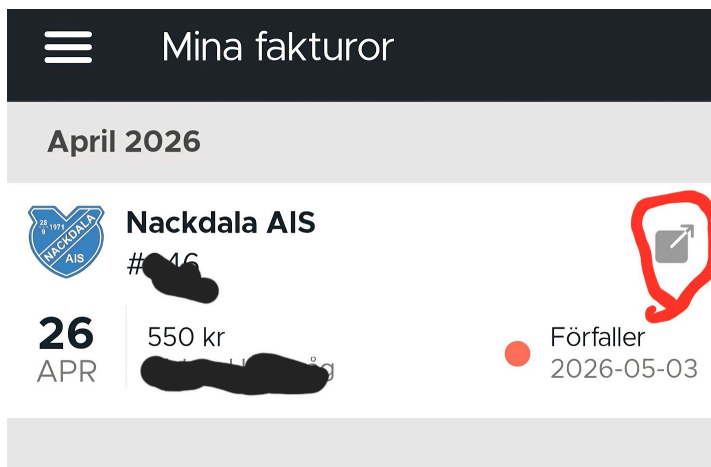 Mina fakturor
April 2026
28 1971
9
NACKDALA
AIS
Nackdala AIS
#
26
550 kr
Förfaller
APR
2026-05-03